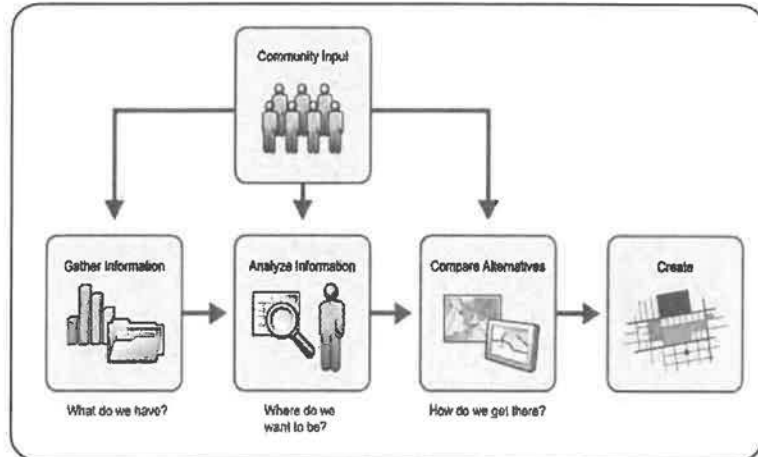 Community Input
Gather Information
Analyze Information
Compare Alternatives
Create
What do we have?
Where do we
want to be?
How do we get there?